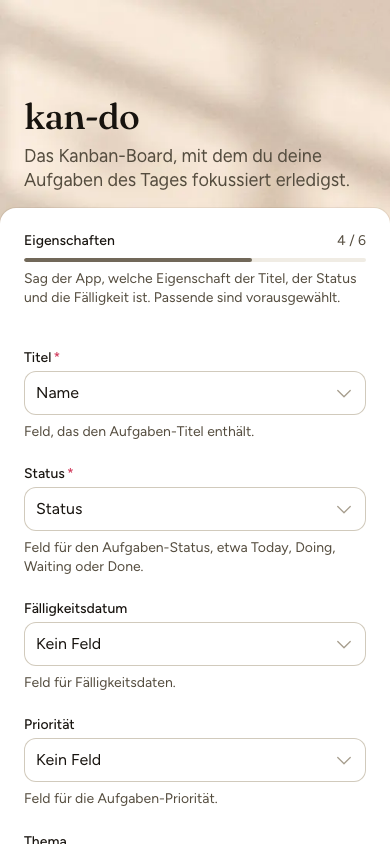 kan-do
Das Kanban-Board, mit dem du deine
Aufgaben des Tages fokussiert erledigst.
Eigenschaften
4 / 6
Sag der App, welche Eigenschaft der Titel, der Status
und die Fälligkeit ist. Passende sind vorausgewählt.
Titel *
Name
Feld, das den Aufgaben-Titel enthält.
Status *
Status
Feld für den Aufgaben-Status, etwa Today, Doing,
Waiting oder Done.
Fälligkeitsdatum
Kein Feld
Feld für Fälligkeitsdaten.
Priorität
Kein Feld
Feld für die Aufgaben-Priorität.
Thema